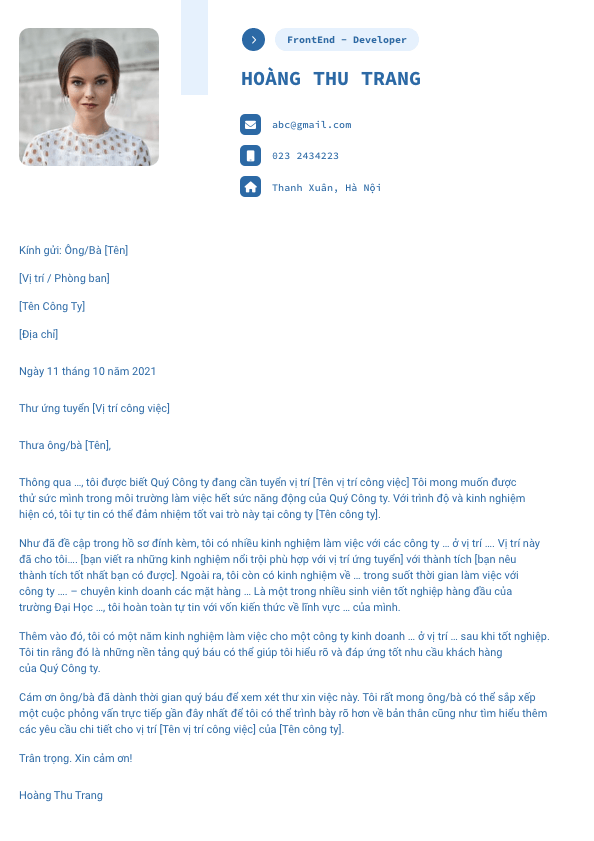 FrontEnd – Developer
HOÀNG THU TRANG
abc@gmail.com
023 2434223
Thanh Xuân, Hà Nội
Kính gửi: Ông/Bà [Tên]
[Vị trí / Phòng ban]
[Tên Công Ty]
[Địa chỉ]
Ngày 11 tháng 10 năm 2021
Thư ứng tuyển [Vị trí công việc]
Thưa ông/bà [Tên],
Thông qua …, tôi được biết Quý Công ty đang cần tuyển vị trí [Tên vị trí công việc] Tôi mong muốn được
thử sức mình trong môi trường làm việc hết sức năng động của Quý Công ty. Với trình độ và kinh nghiệm
hiện có, tôi tự tin có thể đảm nhiệm tốt vai trò này tại công ty [Tên công ty].
Như đã đề cập trong hồ sơ đính kèm, tôi có nhiều kinh nghiệm làm việc với các công ty … ở vị trí …. Vị trí này
đã cho tôi…. [bạn viết ra những kinh nghiệm nổi trội phù hợp với vị trí ứng tuyển] với thành tích [bạn nêu
thành tích tốt nhất bạn có được]. Ngoài ra, tôi còn có kinh nghiệm về … trong suốt thời gian làm việc với
công ty …. – chuyên kinh doanh các mặt hàng … Là một trong nhiều sinh viên tốt nghiệp hàng đầu của
trường Đại Học …, tôi hoàn toàn tự tin với vốn kiến thức về lĩnh vực … của mình.
Thêm vào đó, tôi có một năm kinh nghiệm làm việc cho một công ty kinh doanh … ở vị trí … sau khi tốt nghiệp.
Tôi tin rằng đó là những nền tảng quý báu có thể giúp tôi hiểu rõ và đáp ứng tốt nhu cầu khách hàng
của Quý Công ty.
Cám ơn ông/bà đã dành thời gian quý báu để xem xét thư xin việc này. Tôi rất mong ông/bà có thể sắp xếp
một cuộc phỏng vấn trực tiếp gần đây nhất để tôi có thể trình bày rõ hơn về bản thân cũng như tìm hiểu thêm
các yêu cầu chi tiết cho vị trí [Tên vị trí công việc] của [Tên công ty].
Trân trọng. Xin cảm ơn!
Hoàng Thu Trang